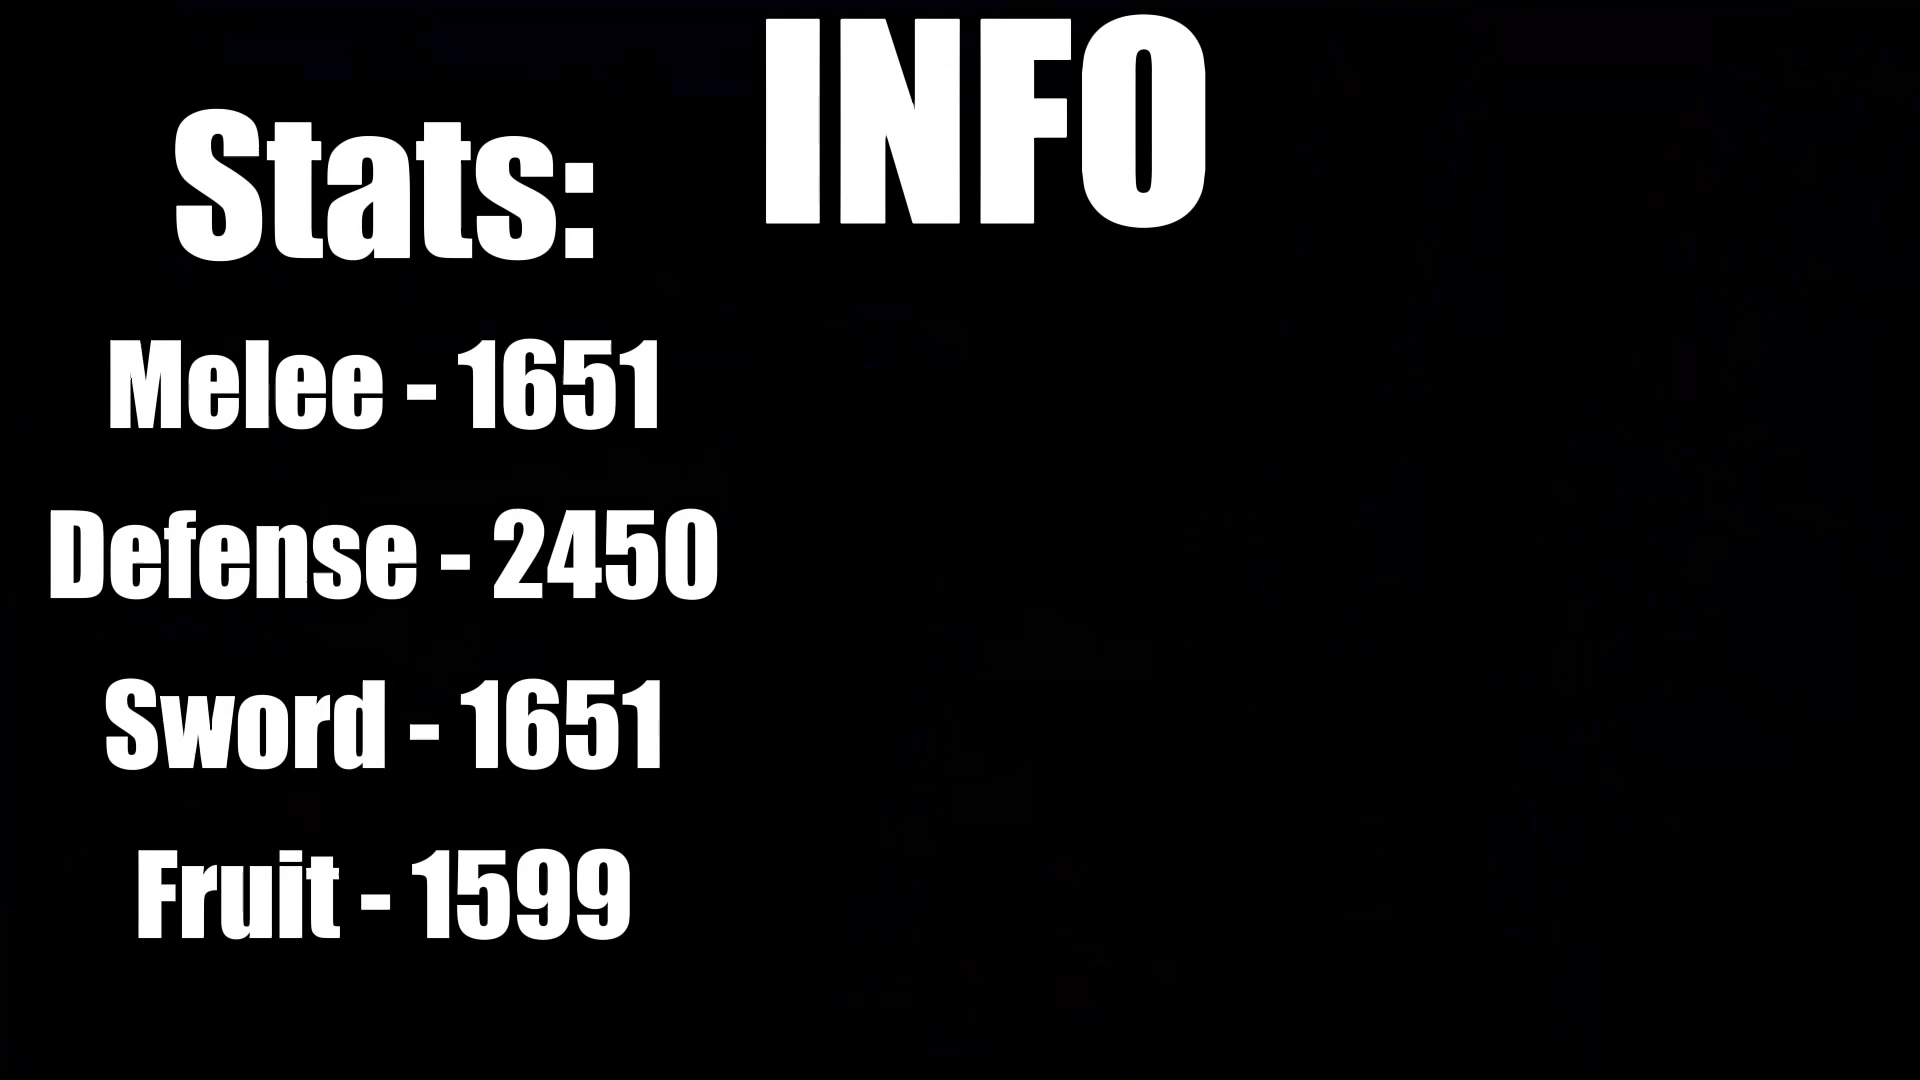 INFO
Stats:
Melee - 1651
Defense - 2450
Sword - 1651
Fruit - 1599